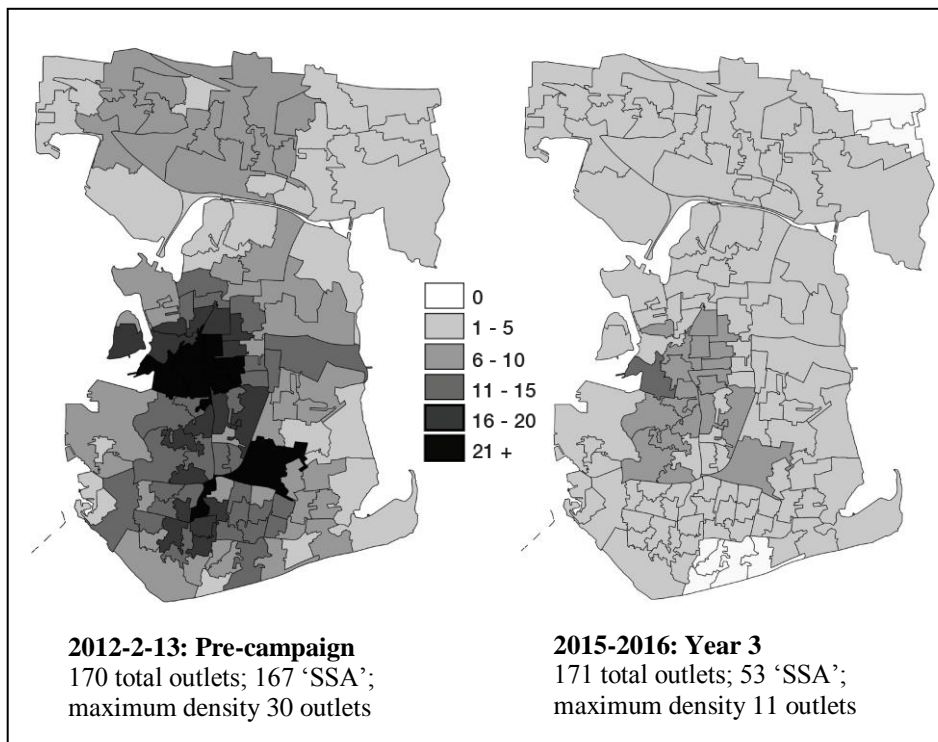 0
1 - 5
6 - 10
11 - 15
16 - 20
21 +
2012-2-13: Pre-campaign
170 total outlets; 167 ‘SSA’;
maximum density 30 outlets
2015-2016: Year 3
171 total outlets; 53 ‘SSA’;
maximum density 11 outlets